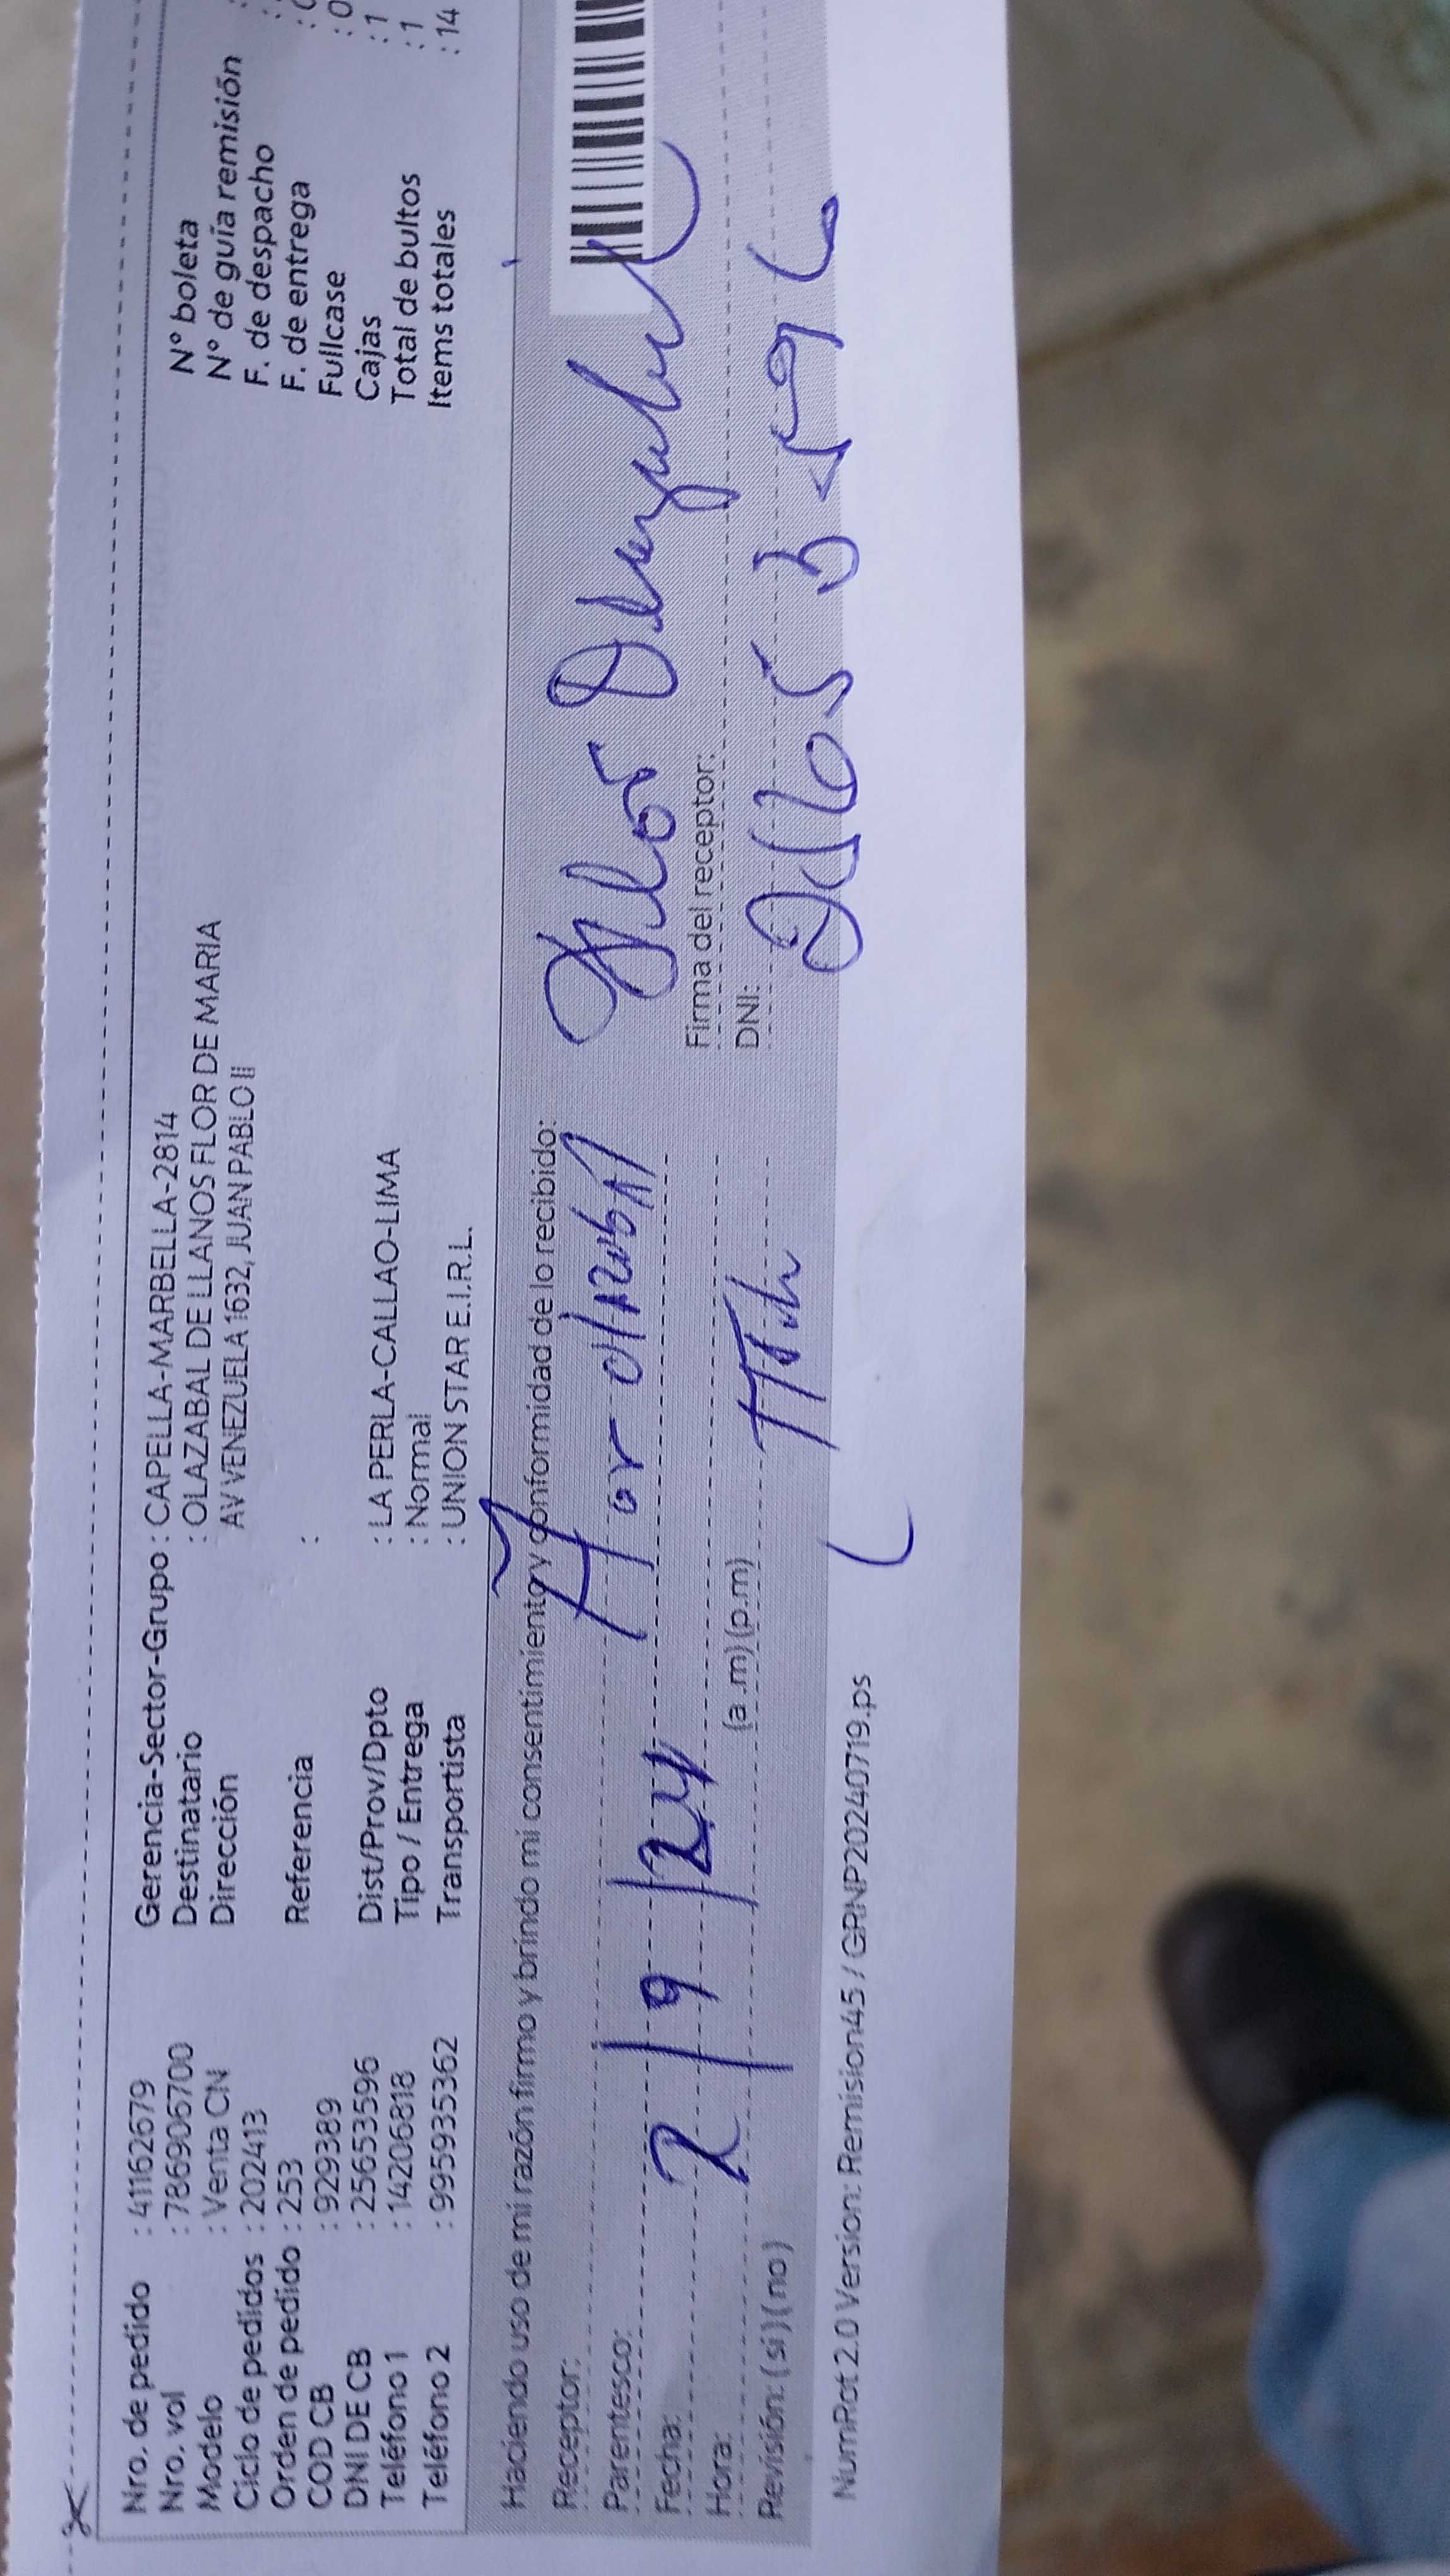 Nro. de pedido : 41162679
Nro. vol : 786906700
Modelo : Venta CN
Ciclo de pedidos : 202413
Orden de pedido : 253
COD CB : 929389
DNI DE CB : 25653596
Teléfono 1 : 14206818
Teléfono 2 : 995935362
Gerencia-Sector-Grupo : CAPELLA-MARBELLA-2814
Destinatario : OLAZABAL DE LLANOS FLOR DE MARIA
Dirección AV VENEZUELA 1632, JUAN PABLO II
Referencia :
Dist/Prov/Dpto : LA PERLA-CALLAO-LIMA
Tipo / Entrega : Normal
Transportista : UNION STAR E.I.R.L.
N° boleta
N° de guía remisión
F. de despacho
F. de entrega
Fullcase : 0
Cajas : 1
Total de bultos : 1
Items totales : 14
Haciendo uso de mi razón firmo y brindo mi consentimiento y conformidad de lo recibido:
Receptor:
Parentesco:
Fecha: 2/9/24
Hora: (a.m) (p.m)
Revisión: (si) (no)
Firma del receptor:
DNI:
NumRot 2.0 Version: Remision45 / GRNP20240719.ps